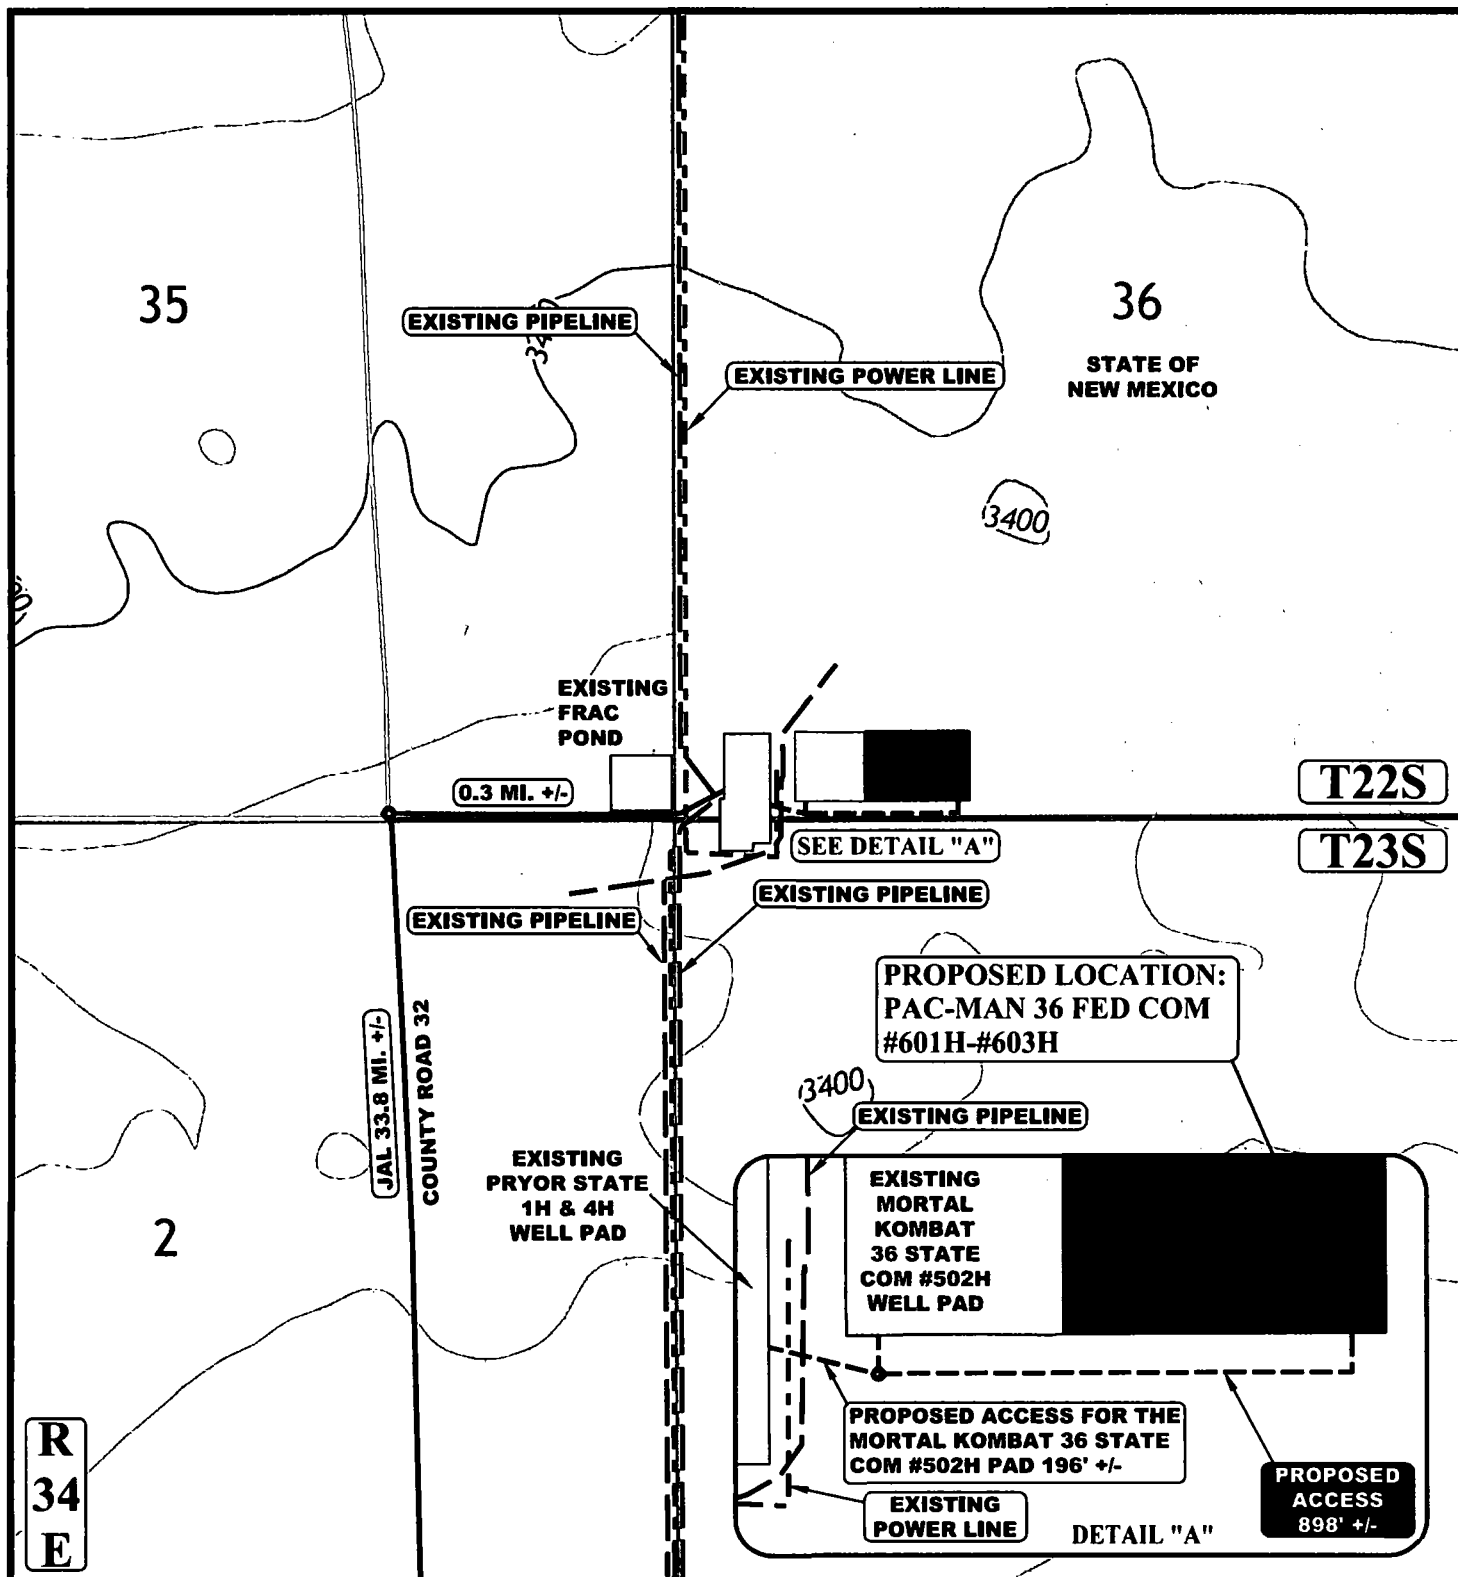 35
36
STATE OF
NEW MEXICO
EXISTING PIPELINE
EXISTING POWER LINE
3400
EXISTING
FRAC
POND
0.3 MI. +/-
T22S
T23S
SEE DETAIL "A"
EXISTING PIPELINE
EXISTING PIPELINE
PROPOSED LOCATION:
PAC-MAN 36 FED COM
#601H-#603H
JAL 33.8 MI. +/-
COUNTY ROAD 32
3400
EXISTING PIPELINE
EXISTING
PRYOR STATE
1H & 4H
WELL PAD
2
EXISTING
MORTAL
KOMBAT
36 STATE
COM #502H
WELL PAD
PROPOSED ACCESS FOR THE
MORTAL KOMBAT 36 STATE
COM #502H PAD 196' +/-
EXISTING
POWER LINE
PROPOSED
ACCESS
898' +/-
DETAIL "A"
R
34
E